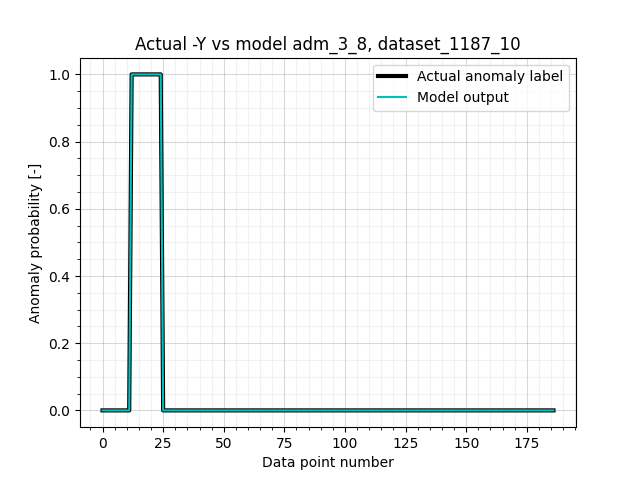 Actual -Y vs model adm_3_8, dataset_1187_10
Actual anomaly label
Model output
Anomaly probability [-]
1.0
0.8
0.6
0.4
0.2
0.0
0 25 50 75 100 125 150 175
Data point number